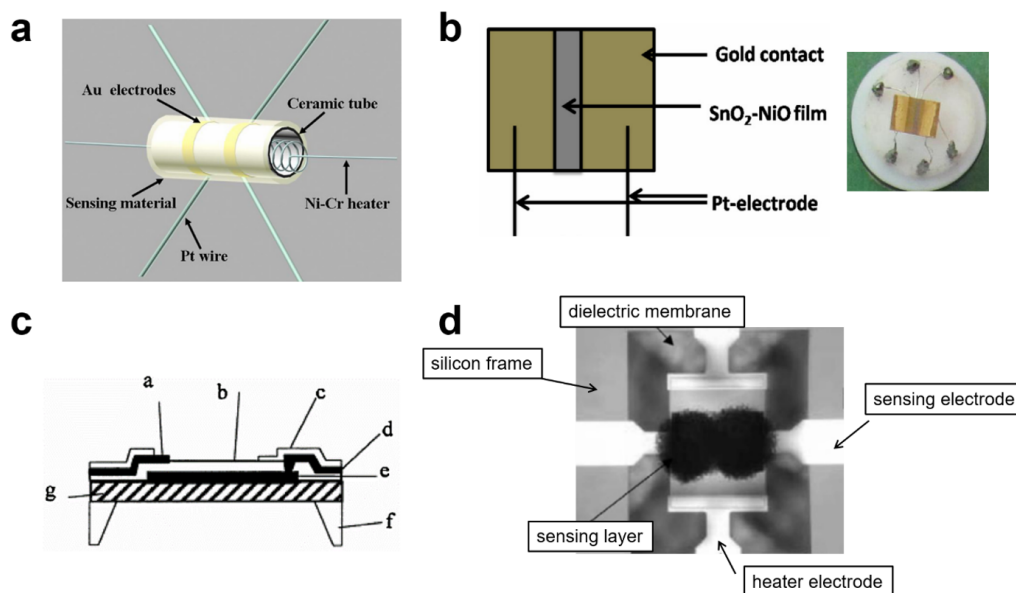 a
Au electrodes
Ceramic tube
Sensing material
Ni-Cr heater
Pt wire
b
Gold contact
SnO₂-NiO film
Pt-electrode
c
a
b
c
d
e
g
f
d
dielectric membrane
silicon frame
sensing electrode
sensing layer
heater electrode